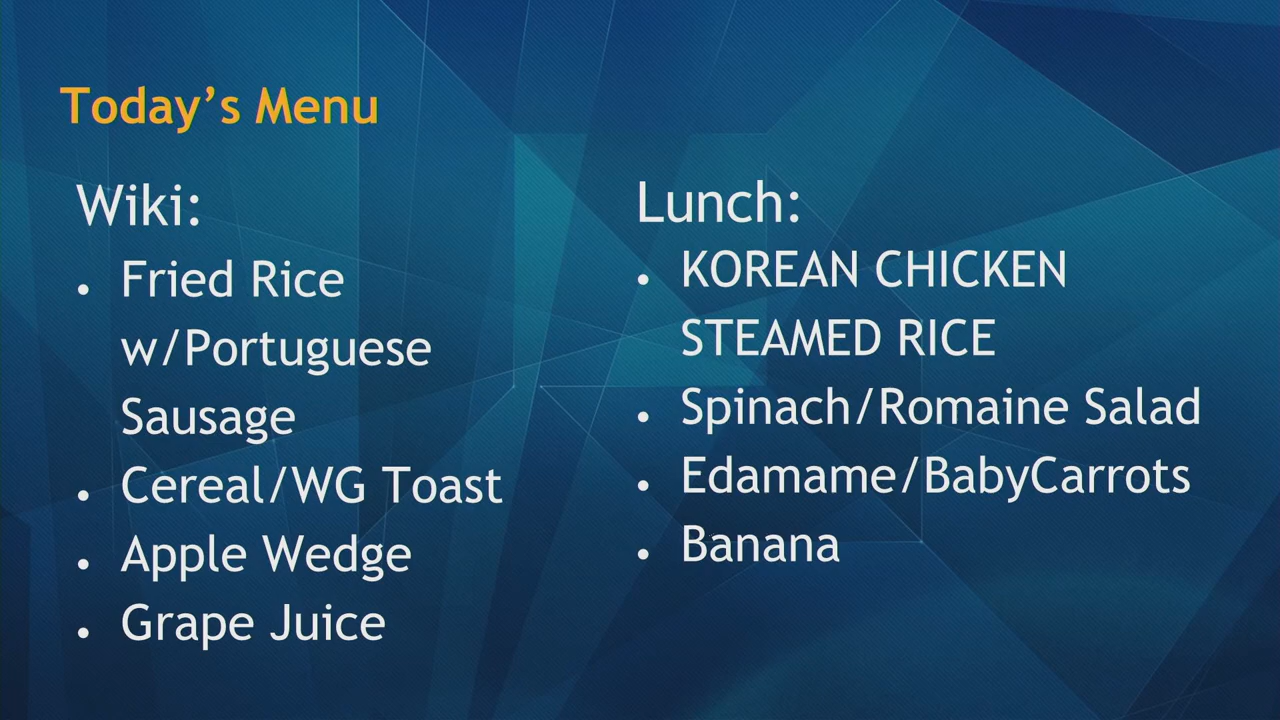 Today’s Menu
Wiki:
• Fried Rice
w/Portuguese
Sausage
• Cereal/WG Toast
• Apple Wedge
• Grape Juice
Lunch:
• KOREAN CHICKEN
STEAMED RICE
• Spinach/Romaine Salad
• Edamame/BabyCarrots
• Banana